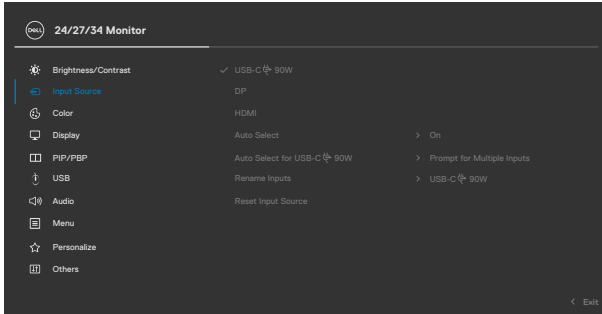 DELL 24/27/34 Monitor
Brightness/Contrast USB-C 90W
Input Source DP
Color HDMI
Display Auto Select On
PIP/PBP Auto Select for USB-C 90W Prompt for Multiple Inputs
USB Rename Inputs USB-C 90W
Audio Reset Input Source
Menu
Personalize
Others
Exit